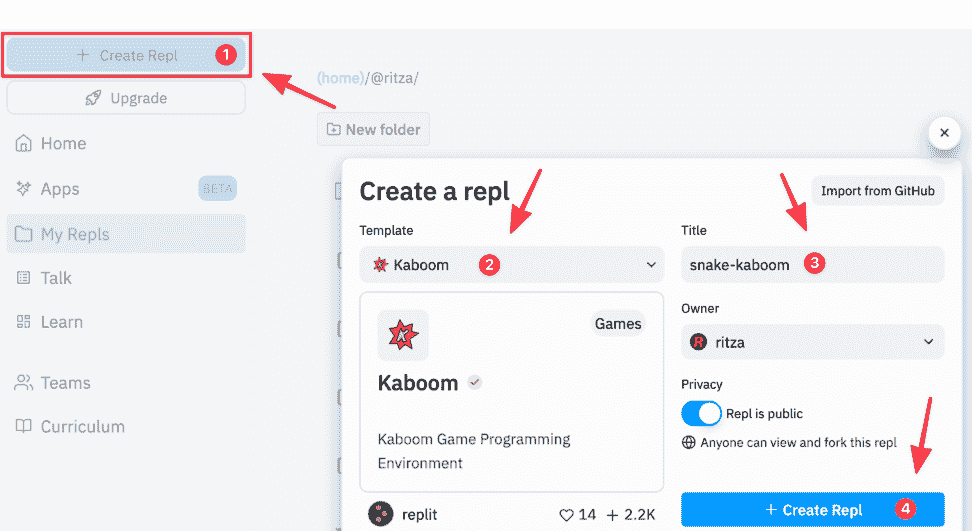 + Create Repl 1
Upgrade
Home
Apps BETA
My Repls
Talk
Learn
Teams
Curriculum
(home)/@ritza/
New folder
Create a repl
Import from GitHub
Template
Kaboom 2
Games
Kaboom
Kaboom Game Programming
Environment
replit 14 + 2.2K
Title
snake-kaboom 3
Owner
R ritza
Privacy
Repl is public
Anyone can view and fork this repl
+ Create Repl 4